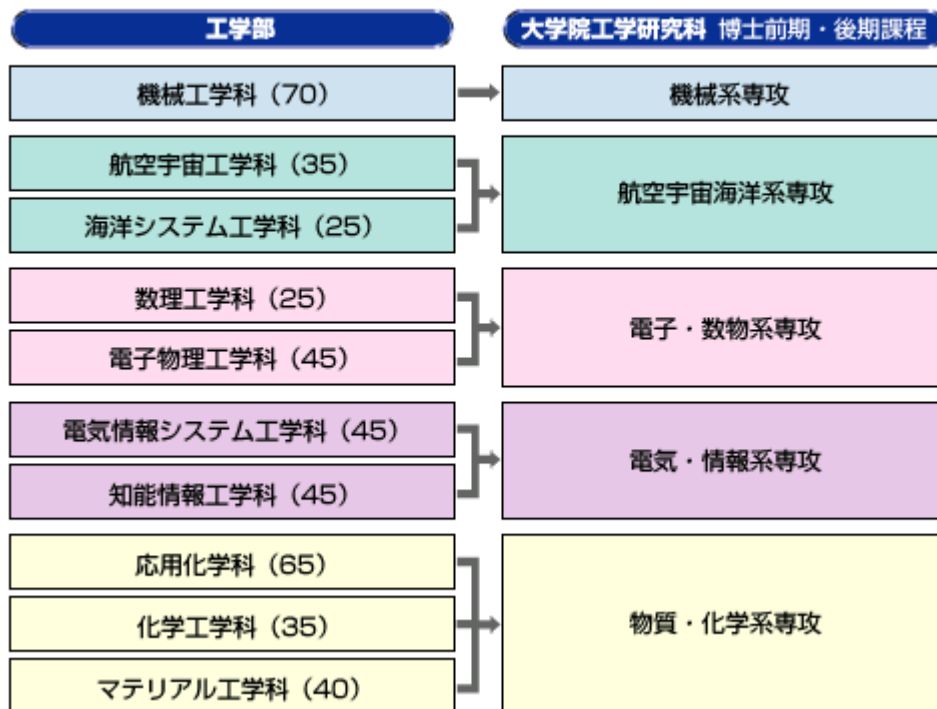 工学部
大学院工学研究科 博士前期・後期課程
機械工学科（70）
機械系専攻
航空宇宙工学科（35）
海洋システム工学科（25）
航空宇宙海洋系専攻
数理工学科（25）
電子物理工学科（45）
電子・数物系専攻
電気情報システム工学科（45）
知能情報工学科（45）
電気・情報系専攻
応用化学科（65）
化学工学科（35）
マテリアル工学科（40）
物質・化学系専攻